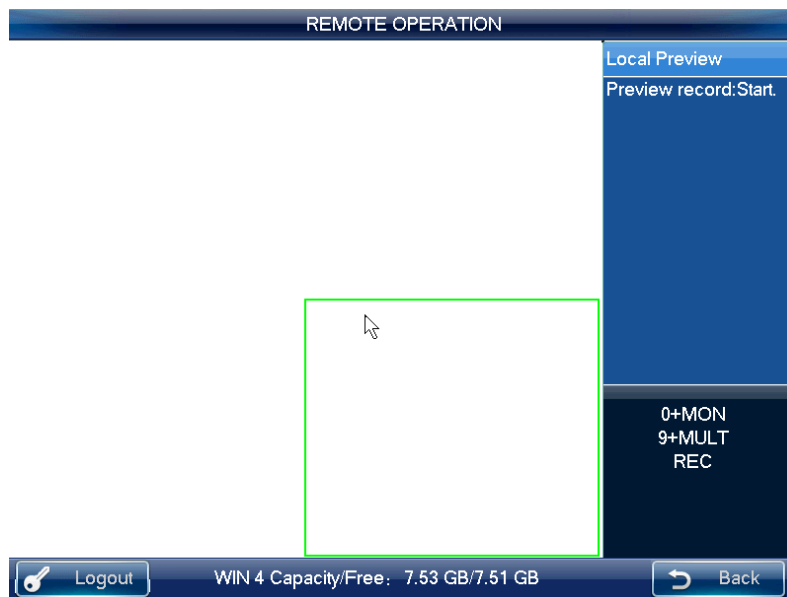 REMOTE OPERATION
Local Preview
Preview record:Start.
0+MON
9+MULT
REC
Logout
WIN 4 Capacity/Free： 7.53 GB/7.51 GB
Back